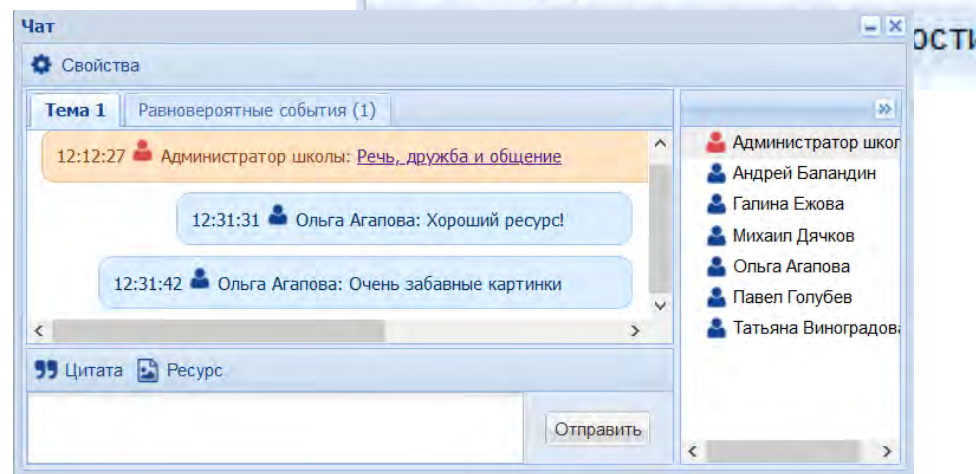 Чат
Свойства
Тема 1 Равновероятные события (1)
12:12:27 Администратор школы: Речь, дружба и общение
12:31:31 Ольга Агапова: Хороший ресурс!
12:31:42 Ольга Агапова: Очень забавные картинки
Цитата Ресурс
Отправить
Администратор школ
Андрей Баландин
Галина Ежова
Михаил Дячков
Ольга Агапова
Павел Голубев
Татьяна Виноградова
ости